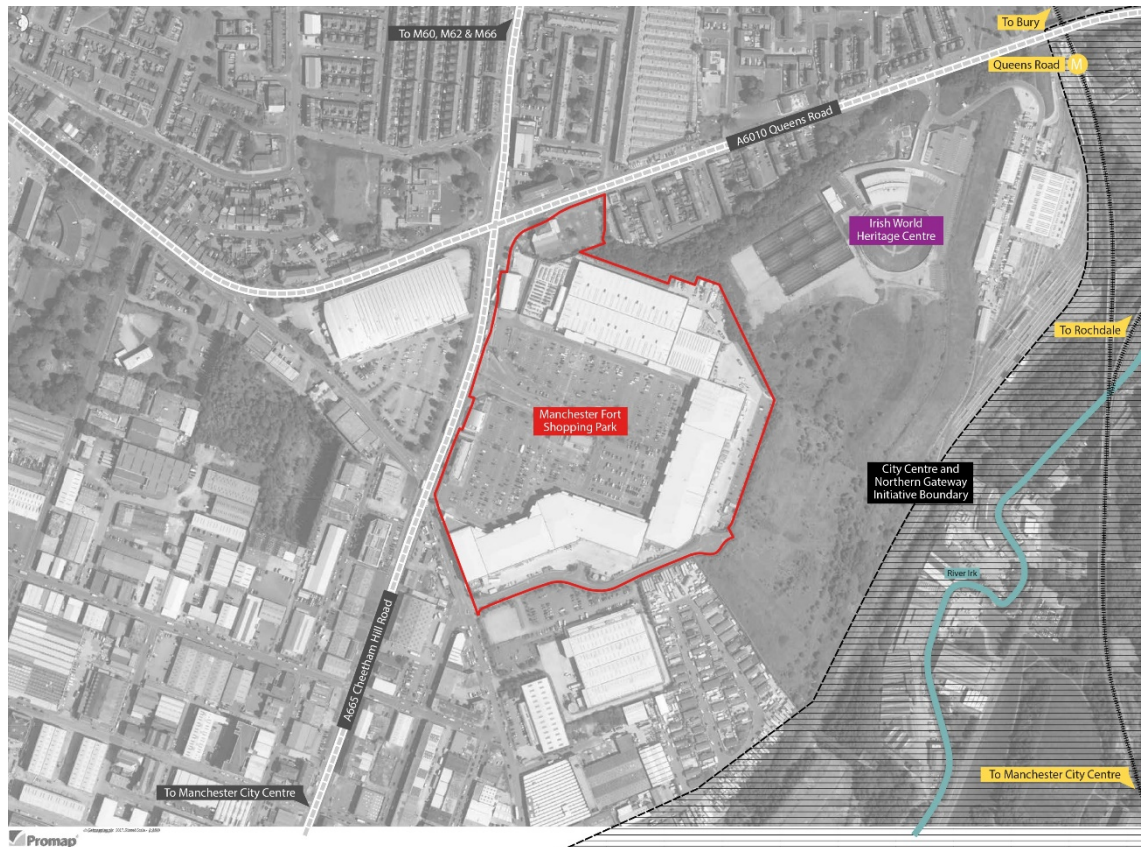 To Bury
To M60, M62 & M66
Queens Road
M
A6010 Queens Road
Irish World
Heritage Centre
To Rochdale
Manchester Fort
Shopping Park
City Centre and
Northern Gateway
Initiative Boundary
River Irk
A665 Cheetham Hill Road
To Manchester City Centre
To Manchester City Centre
Promap